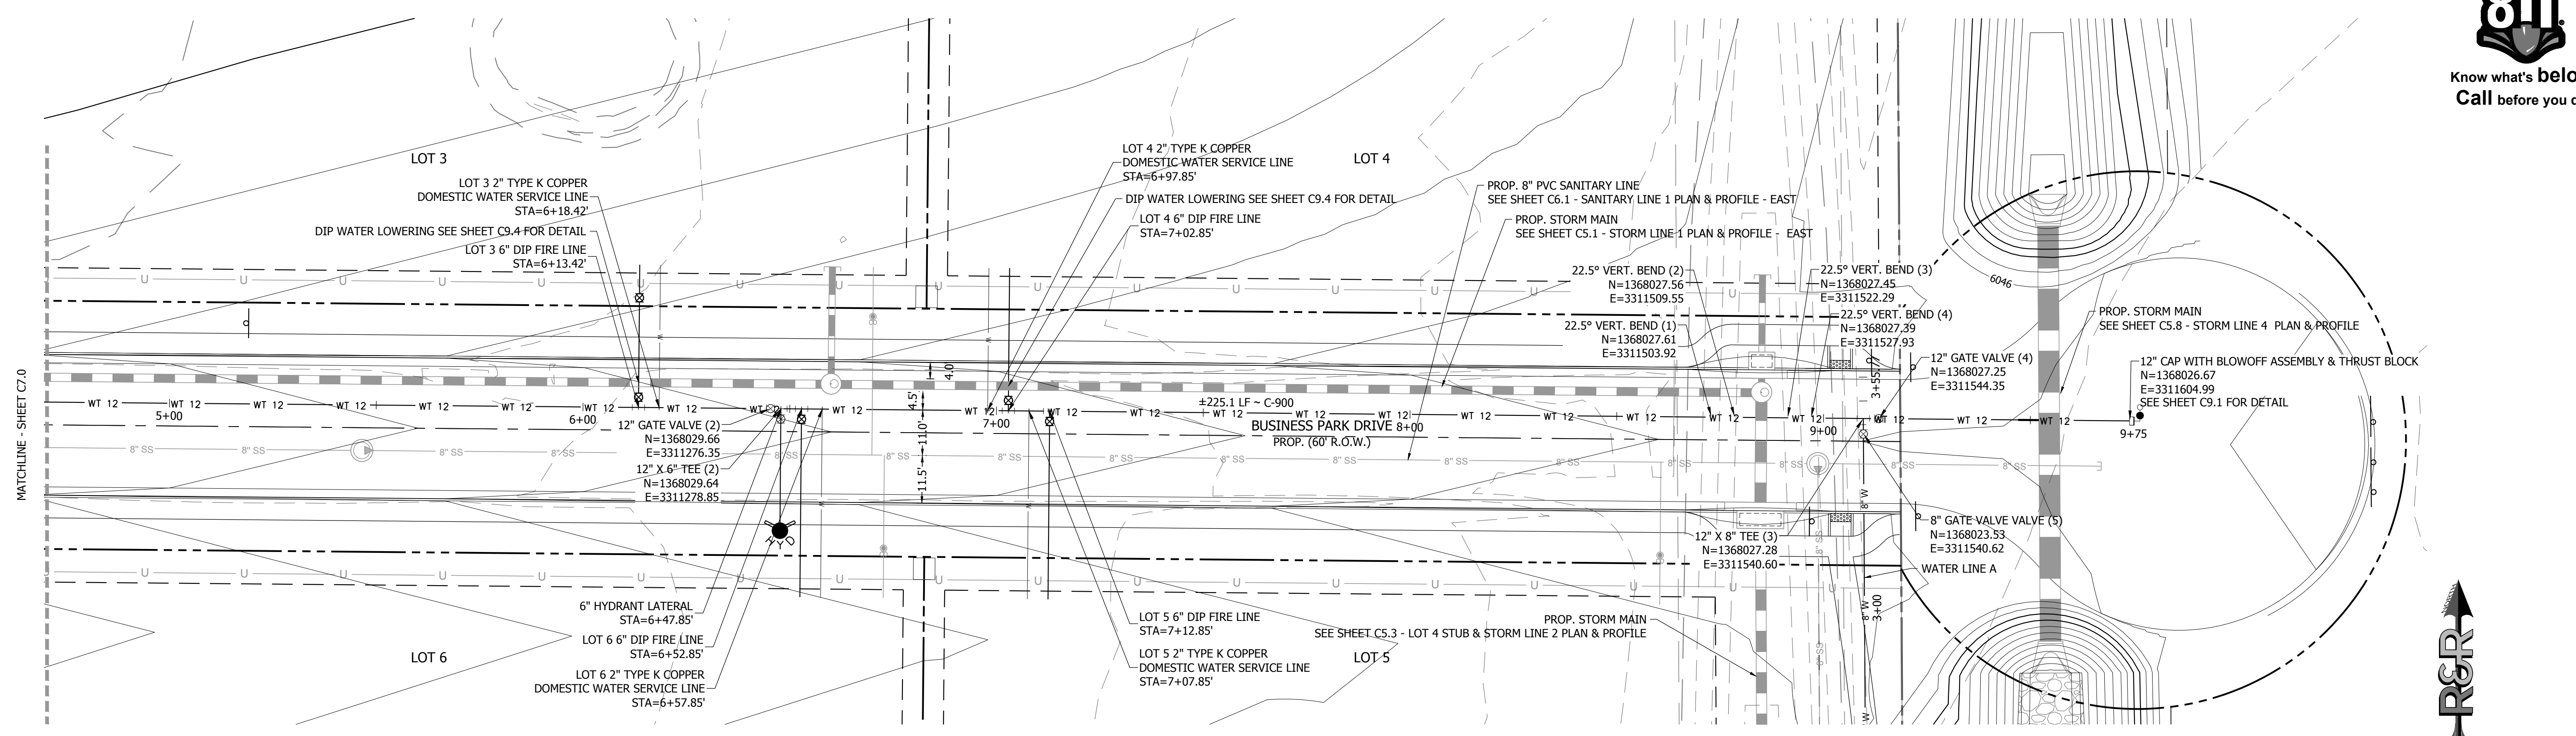 811.
Know what's belo
Call before you d
MATCHLINE - SHEET C7.0
LOT 3
LOT 3 2" TYPE K COPPER
DOMESTIC WATER SERVICE LINE
STA=6+18.42'
DIP WATER LOWERING SEE SHEET C9.4 FOR DETAIL
LOT 3 6" DIP FIRE LINE
STA=6+13.42'
LOT 4 2" TYPE K COPPER
DOMESTIC WATER SERVICE LINE
STA=6+97.85'
DIP WATER LOWERING SEE SHEET C9.4 FOR DETAIL
LOT 4 6" DIP FIRE LINE
STA=7+02.85'
LOT 4
PROP. 8" PVC SANITARY LINE
SEE SHEET C6.1 - SANITARY LINE 1 PLAN & PROFILE - EAST
PROP. STORM MAIN
SEE SHEET C5.1 - STORM LINE 1 PLAN & PROFILE - EAST
22.5° VERT. BEND (2)
N=1368027.56
E=3311509.55
22.5° VERT. BEND (1)
N=1368027.61
E=3311503.92
22.5° VERT. BEND (3)
N=1368027.45
E=3311522.29
22.5° VERT. BEND (4)
N=1368027.39
E=3311527.93
12" GATE VALVE (4)
N=1368027.25
E=3311544.35
6046
PROP. STORM MAIN
SEE SHEET C5.8 - STORM LINE 4 PLAN & PROFILE
12" CAP WITH BLOWOFF ASSEMBLY & THRUST BLOCK
N=1368026.67
E=3311604.99
SEE SHEET C9.1 FOR DETAIL
3+55.77
4.0'
4.5'
11.0'
11.5'
WT 12
5+00
6+00
7+00
±225.1 LF ~ C-900
BUSINESS PARK DRIVE 8+00
PROP. (60' R.O.W.)
9+00
9+75
8" SS
U
12" GATE VALVE (2)
N=1368029.66
E=3311276.35
12" X 6" TEE (2)
N=1368029.64
E=3311278.85
HYD
8" W
3+00
12" X 8" TEE (3)
N=1368027.28
E=3311540.60
8" GATE VALVE VALVE (5)
N=1368023.53
E=3311540.62
WATER LINE A
6" HYDRANT LATERAL
STA=6+47.85'
LOT 6 6" DIP FIRE LINE
STA=6+52.85'
LOT 6 2" TYPE K COPPER
DOMESTIC WATER SERVICE LINE
STA=6+57.85'
LOT 6
LOT 5 6" DIP FIRE LINE
STA=7+12.85'
LOT 5 2" TYPE K COPPER
DOMESTIC WATER SERVICE LINE
STA=7+07.85'
PROP. STORM MAIN
SEE SHEET C5.3 - LOT 4 STUB & STORM LINE 2 PLAN & PROFILE
LOT 5
R&R